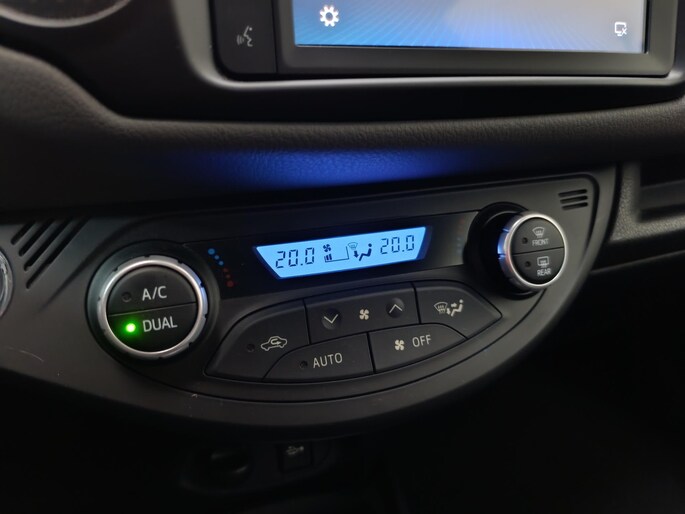 20.0 20.0
FRONT
REAR
A/C
DUAL
AUTO
OFF